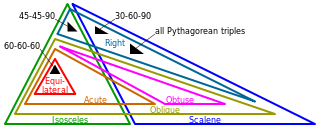 45-45-90
30-60-90
all Pythagorean triples
60-60-60
Right
Equi-
lateral
Acute
Obtuse
Oblique
Isosceles
Scalene